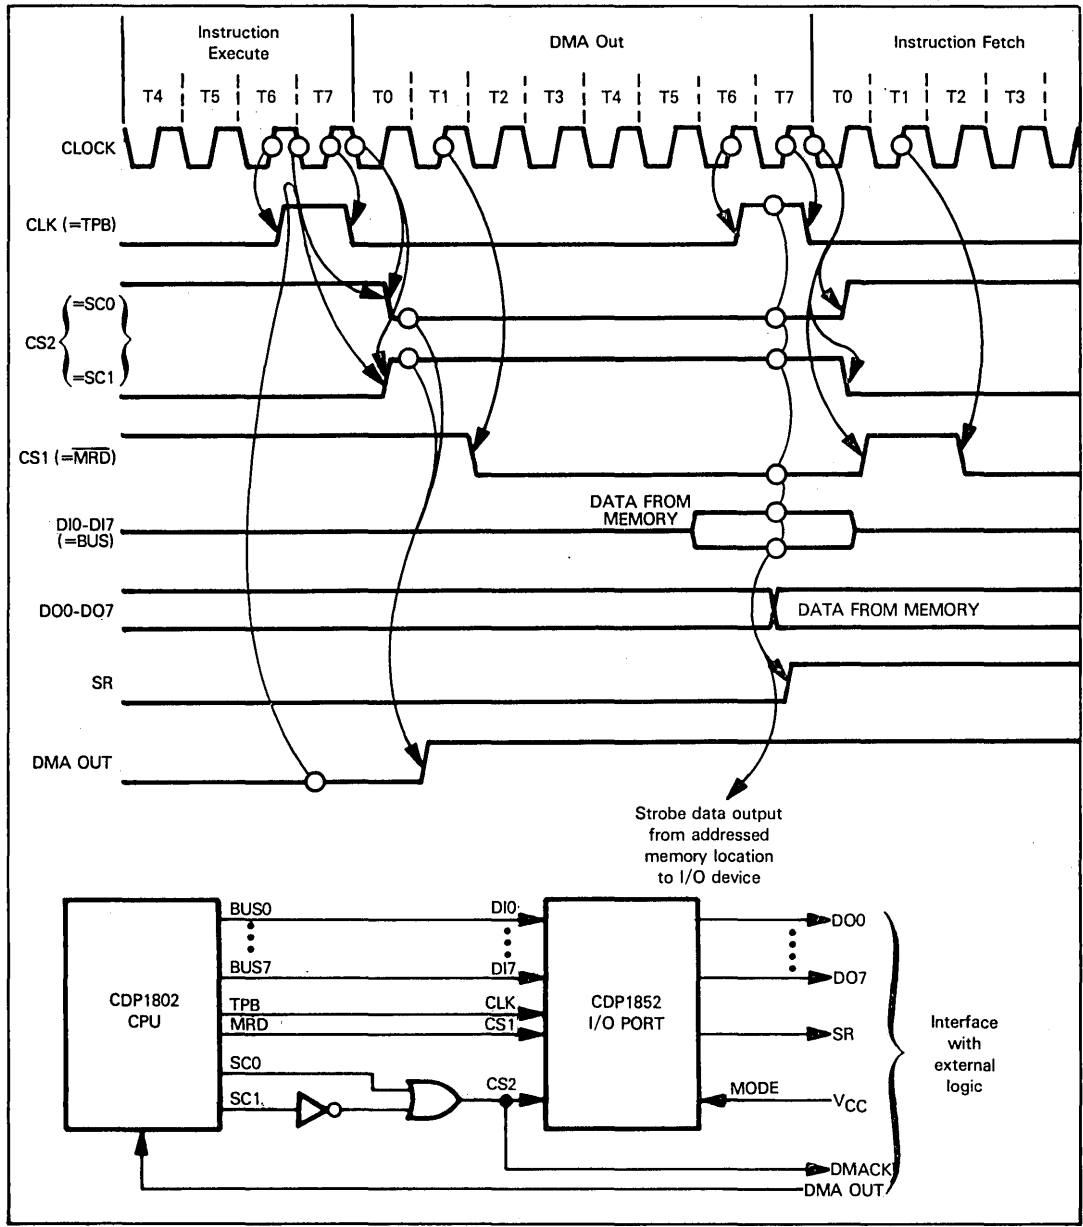 Instruction
Execute
DMA Out
Instruction Fetch
T4 T5 T6 T7 T0 T1 T2 T3 T4 T5 T6 T7 T0 T1 T2 T3
CLOCK
CLK (=TPB)
(=SC0
CS2
(=SC1
CS1 (=MRD)
DATA FROM
MEMORY
DI0-DI7
(=BUS)
DO0-DO7
DATA FROM MEMORY
SR
DMA OUT
Strobe data output
from addressed
memory location
to I/O device
BUS0 DI0 DO0
BUS7 DI7 DO7
CDP1802
CPU
CDP1852
I/O PORT
TPB CLK
MRD CS1 SR
SC0
SC1 CS2 MODE VCC
Interface
with
external
logic
DMACK
DMA OUT